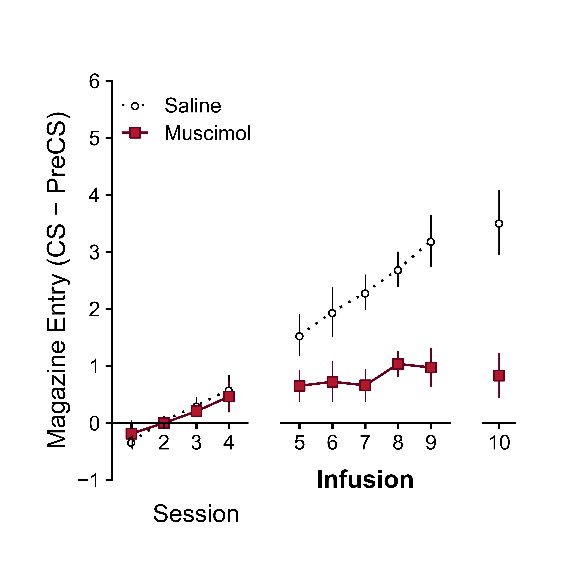 6
5
4
3
2
1
0
−1
Magazine Entry (CS − PreCS)
Saline
Muscimol
1 2 3 4 5 6 7 8 9 10
Infusion
Session